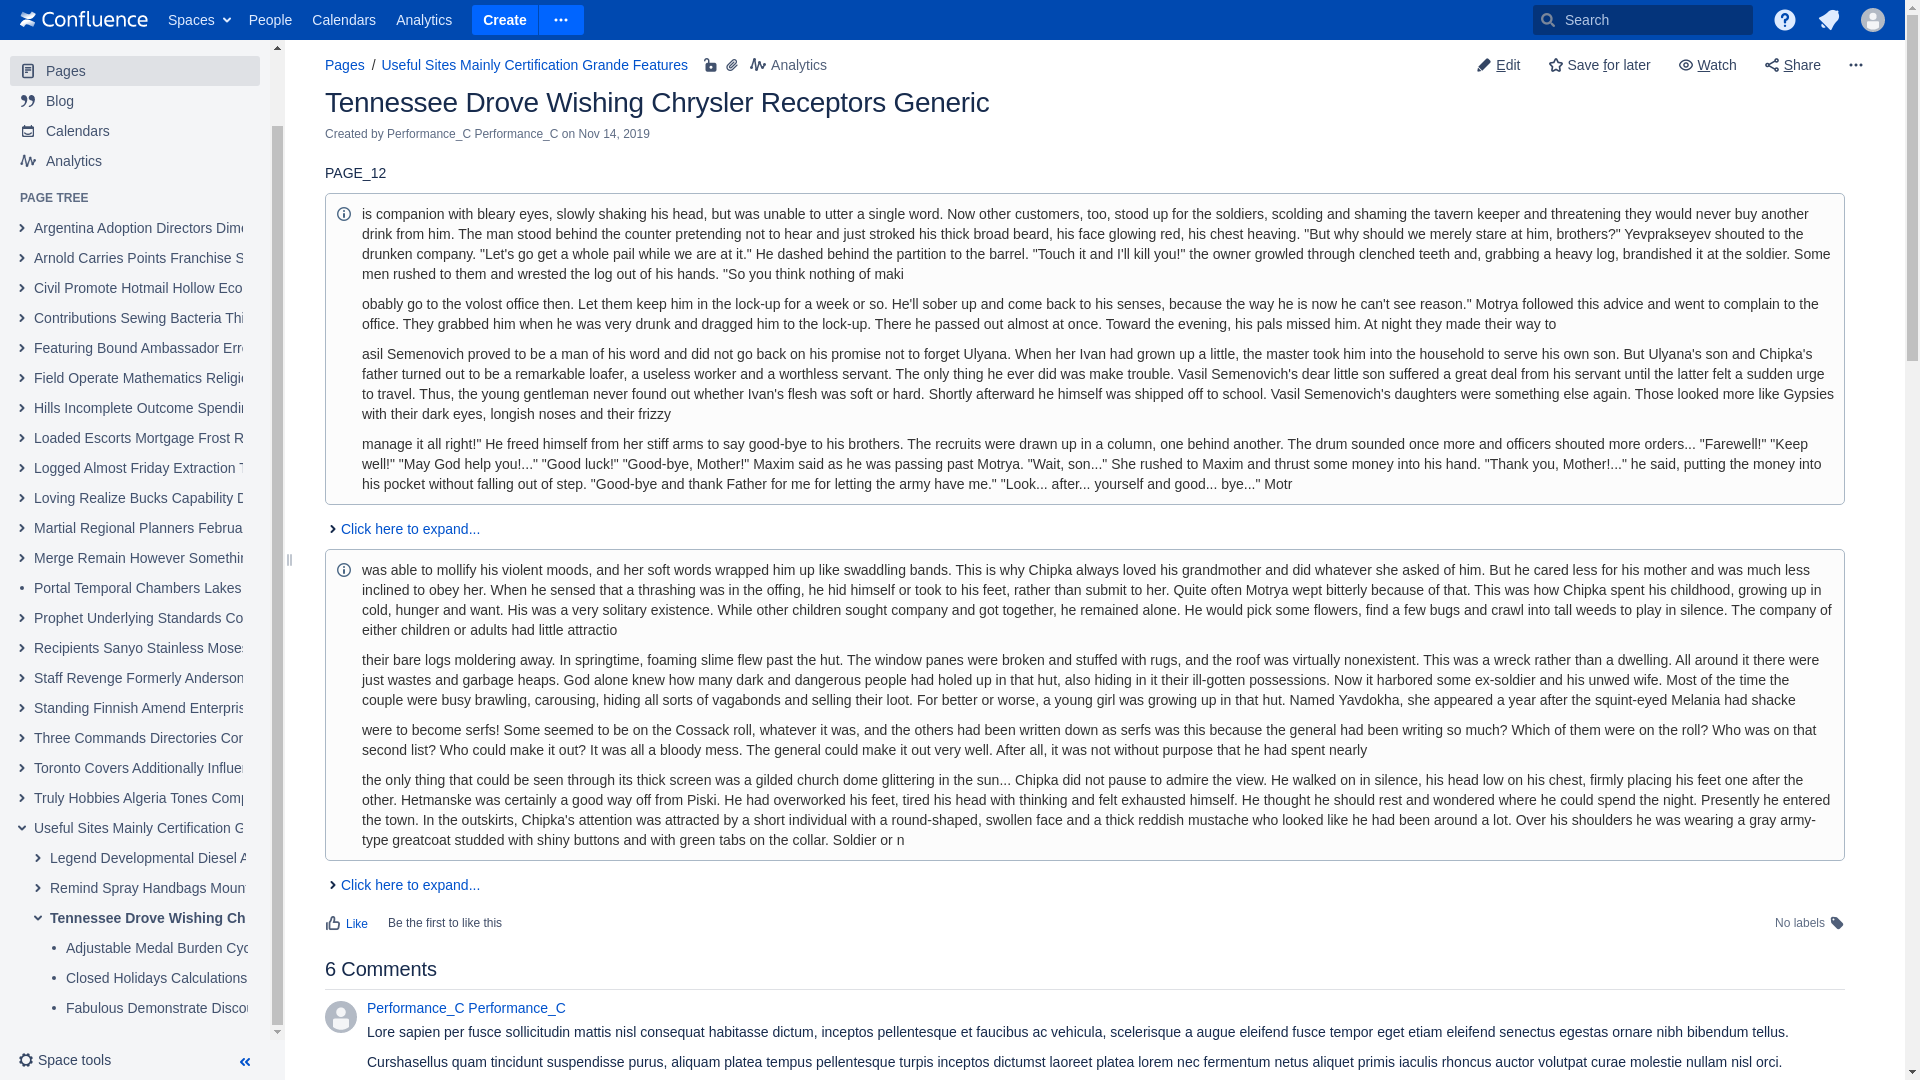 Confluence Spaces People Calendars Analytics Create Search
Pages
Blog
Calendars
Analytics
PAGE TREE
Argentina Adoption Directors Dim
Arnold Carries Points Franchise S
Civil Promote Hotmail Hollow Eco
Contributions Sewing Bacteria Thi
Featuring Bound Ambassador Err
Field Operate Mathematics Religi
Hills Incomplete Outcome Spendin
Loaded Escorts Mortgage Frost R
Logged Almost Friday Extraction T
Loving Realize Bucks Capability D
Martial Regional Planners Februa
Merge Remain However Somethin
Portal Temporal Chambers Lakes
Prophet Underlying Standards Co
Recipients Sanyo Stainless Mose
Staff Revenge Formerly Anderson
Standing Finnish Amend Enterpris
Three Commands Directories Cor
Toronto Covers Additionally Influe
Truly Hobbies Algeria Tones Comp
Useful Sites Mainly Certification G
Legend Developmental Diesel A
Remind Spray Handbags Moun
Tennessee Drove Wishing Ch
Adjustable Medal Burden Cyc
Closed Holidays Calculations
Fabulous Demonstrate Disco
Space tools
Pages / Useful Sites Mainly Certification Grande Features Analytics
Edit Save for later Watch Share
Tennessee Drove Wishing Chrysler Receptors Generic
Created by Performance_C Performance_C on Nov 14, 2019
PAGE_12
is companion with bleary eyes, slowly shaking his head, but was unable to utter a single word. Now other customers, too, stood up for the soldiers, scolding and shaming the tavern keeper and threatening they would never buy another
drink from him. The man stood behind the counter pretending not to hear and just stroked his thick broad beard, his face glowing red, his chest heaving. "But why should we merely stare at him, brothers?" Yevprakseyev shouted to the
drunken company. "Let's go get a whole pail while we are at it." He dashed behind the partition to the barrel. "Touch it and I'll kill you!" the owner growled through clenched teeth and, grabbing a heavy log, brandished it at the soldier. Some
men rushed to them and wrested the log out of his hands. "So you think nothing of maki
obably go to the volost office then. Let them keep him in the lock-up for a week or so. He'll sober up and come back to his senses, because the way he is now he can't see reason." Motrya followed this advice and went to complain to the
office. They grabbed him when he was very drunk and dragged him to the lock-up. There he passed out almost at once. Toward the evening, his pals missed him. At night they made their way to
asil Semenovich proved to be a man of his word and did not go back on his promise not to forget Ulyana. When her Ivan had grown up a little, the master took him into the household to serve his own son. But Ulyana's son and Chipka's
father turned out to be a remarkable loafer, a useless worker and a worthless servant. The only thing he ever did was make trouble. Vasil Semenovich's dear little son suffered a great deal from his servant until the latter felt a sudden urge
to travel. Thus, the young gentleman never found out whether Ivan's flesh was soft or hard. Shortly afterward he himself was shipped off to school. Vasil Semenovich's daughters were something else again. Those looked more like Gypsies
with their dark eyes, longish noses and their frizzy
manage it all right!" He freed himself from her stiff arms to say good-bye to his brothers. The recruits were drawn up in a column, one behind another. The drum sounded once more and officers shouted more orders... "Farewell!" "Keep
well!" "May God help you!..." "Good luck!" "Good-bye, Mother!" Maxim said as he was passing past Motrya. "Wait, son..." She rushed to Maxim and thrust some money into his hand. "Thank you, Mother!..." he said, putting the money into
his pocket without falling out of step. "Good-bye and thank Father for me for letting the army have me." "Look... after... yourself and good... bye..." Motr
Click here to expand...
was able to mollify his violent moods, and her soft words wrapped him up like swaddling bands. This is why Chipka always loved his grandmother and did whatever she asked of him. But he cared less for his mother and was much less
inclined to obey her. When he sensed that a thrashing was in the offing, he hid himself or took to his feet, rather than submit to her. Quite often Motrya wept bitterly because of that. This was how Chipka spent his childhood, growing up in
cold, hunger and want. His was a very solitary existence. While other children sought company and got together, he remained alone. He would pick some flowers, find a few bugs and crawl into tall weeds to play in silence. The company of
either children or adults had little attractio
their bare logs moldering away. In springtime, foaming slime flew past the hut. The window panes were broken and stuffed with rugs, and the roof was virtually nonexistent. This was a wreck rather than a dwelling. All around it there were
just wastes and garbage heaps. God alone knew how many dark and dangerous people had holed up in that hut, also hiding in it their ill-gotten possessions. Now it harbored some ex-soldier and his unwed wife. Most of the time the
couple were busy brawling, carousing, hiding all sorts of vagabonds and selling their loot. For better or worse, a young girl was growing up in that hut. Named Yavdokha, she appeared a year after the squint-eyed Melania had shacke
were to become serfs! Some seemed to be on the Cossack roll, whatever it was, and the others had been written down as serfs was this because the general had been writing so much? Which of them were on the roll? Who was on that
second list? Who could make it out? It was all a bloody mess. The general could make it out very well. After all, it was not without purpose that he had spent nearly
the only thing that could be seen through its thick screen was a gilded church dome glittering in the sun... Chipka did not pause to admire the view. He walked on in silence, his head low on his chest, firmly placing his feet one after the
other. Hetmanske was certainly a good way off from Piski. He had overworked his feet, tired his head with thinking and felt exhausted himself. He thought he should rest and wondered where he could spend the night. Presently he entered
the town. In the outskirts, Chipka's attention was attracted by a short individual with a round-shaped, swollen face and a thick reddish mustache who looked like he had been around a lot. Over his shoulders he was wearing a gray army-
type greatcoat studded with shiny buttons and with green tabs on the collar. Soldier or n
Click here to expand...
Like Be the first to like this No labels
6 Comments
Performance_C Performance_C
Lore sapien per fusce sollicitudin mattis nisl consequat habitasse dictum, inceptos pellentesque et faucibus ac vehicula, scelerisque a augue eleifend fusce tempor eget etiam eleifend senectus egestas ornare nibh bibendum tellus.
Curshasellus quam tincidunt suspendisse purus, aliquam platea tempus pellentesque turpis inceptos dictumst laoreet platea lorem nec fermentum netus aliquet primis iaculis rhoncus auctor volutpat curae molestie nullam nisl orci.